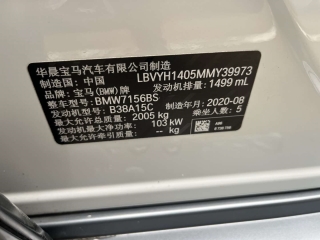 华晨宝马汽车有限公司制造
制造国：中国 LBVYH1405MMY39973
品牌：宝马(BMW)牌 发动机排量：1499 mL
整车型号：BMW7156BS
发动机型号：B38A15C 制造年月：2020-08
最大允许总质量：2005 kg 乘坐人数：5
发动机最大净功率：103 kW
最大允许牵引质量：-- kg